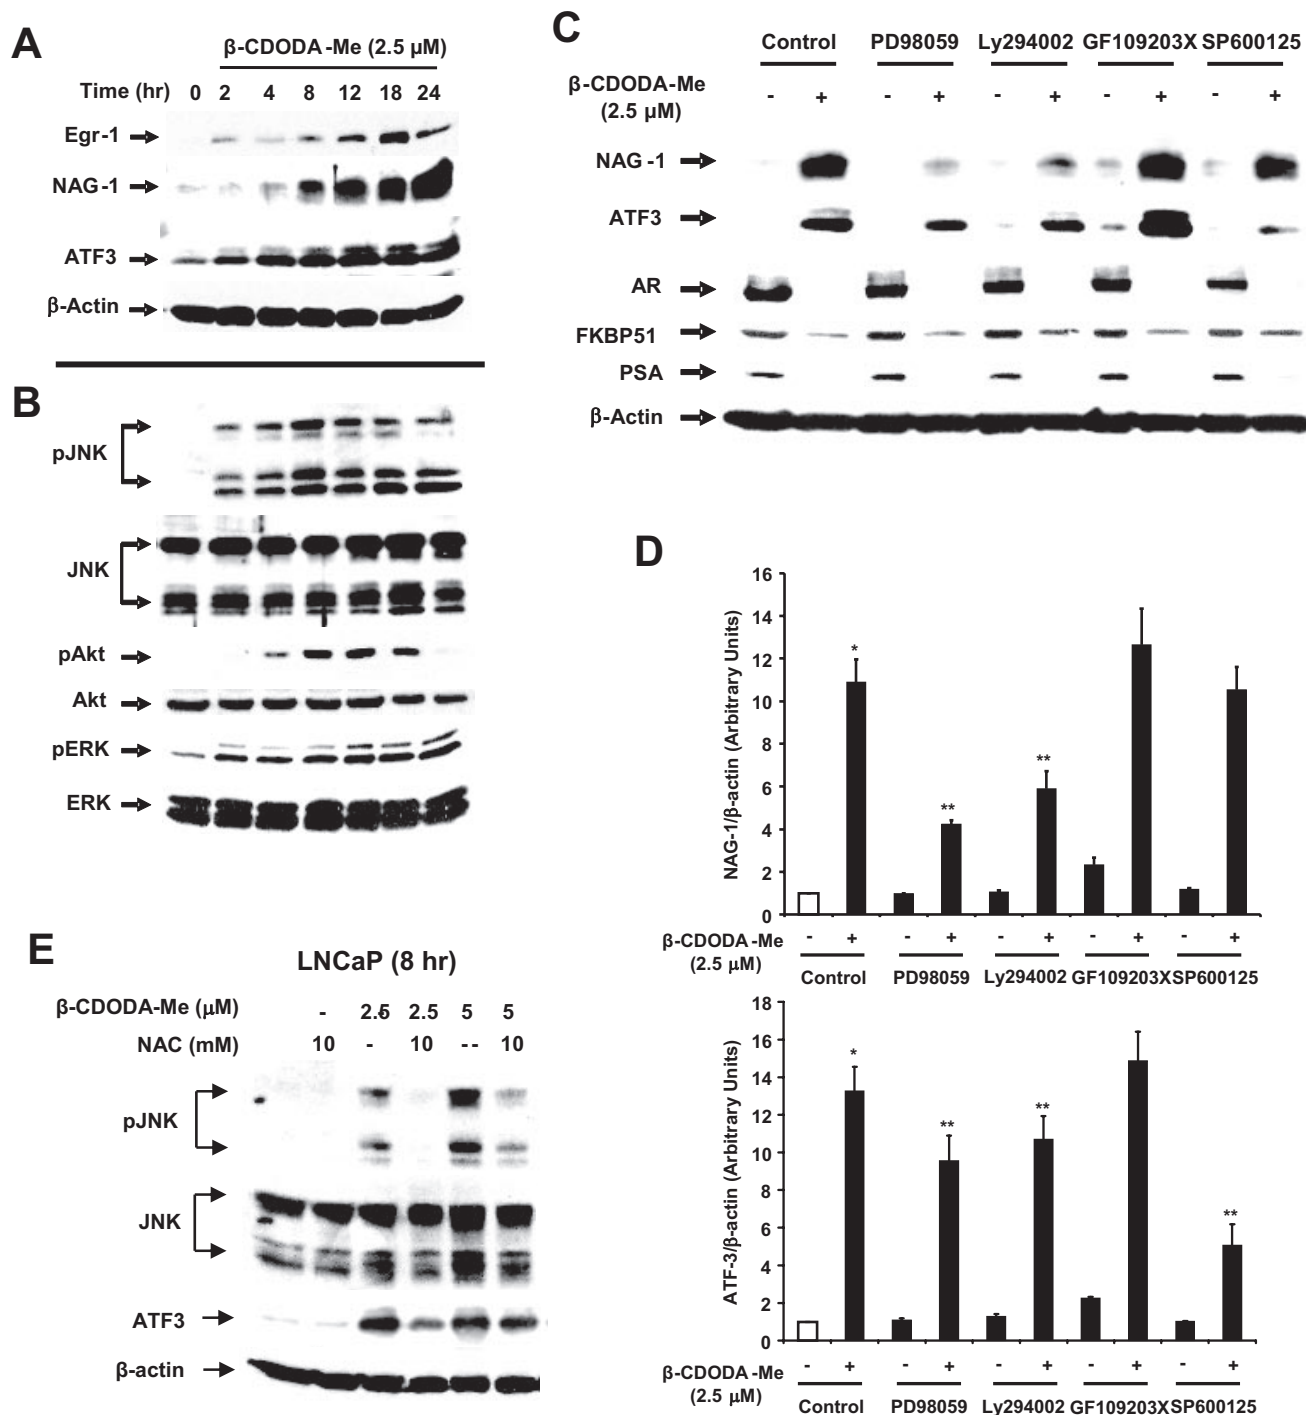 A
β-CDODA-Me (2.5 μM)
Time (hr) 0 2 4 8 12 18 24
Egr-1
NAG-1
ATF3
β-Actin
B
pJNK
JNK
pAkt
Akt
pERK
ERK
C
Control PD98059 Ly294002 GF109203X SP600125
β-CDODA-Me
(2.5 μM)
- + - + - + - + - +
NAG-1
ATF3
AR
FKBP51
PSA
β-Actin
D
NAG-1/β-actin (Arbitrary Units)
16
14
12
10
8
6
4
2
0
* ** **
β-CDODA-Me
(2.5 μM)
- + - + - + - + - +
Control PD98059 Ly294002 GF109203X SP600125
ATF-3/β-actin (Arbitrary Units)
18
16
14
12
10
8
6
4
2
0
* ** ** **
β-CDODA-Me
(2.5 μM)
- + - + - + - + - +
Control PD98059 Ly294002 GF109203X SP600125
E
LNCaP (8 hr)
β-CDODA-Me (μM) - 2.5 2.5 5 5
NAC (mM) 10 - 10 -- 10
pJNK
JNK
ATF3
β-actin